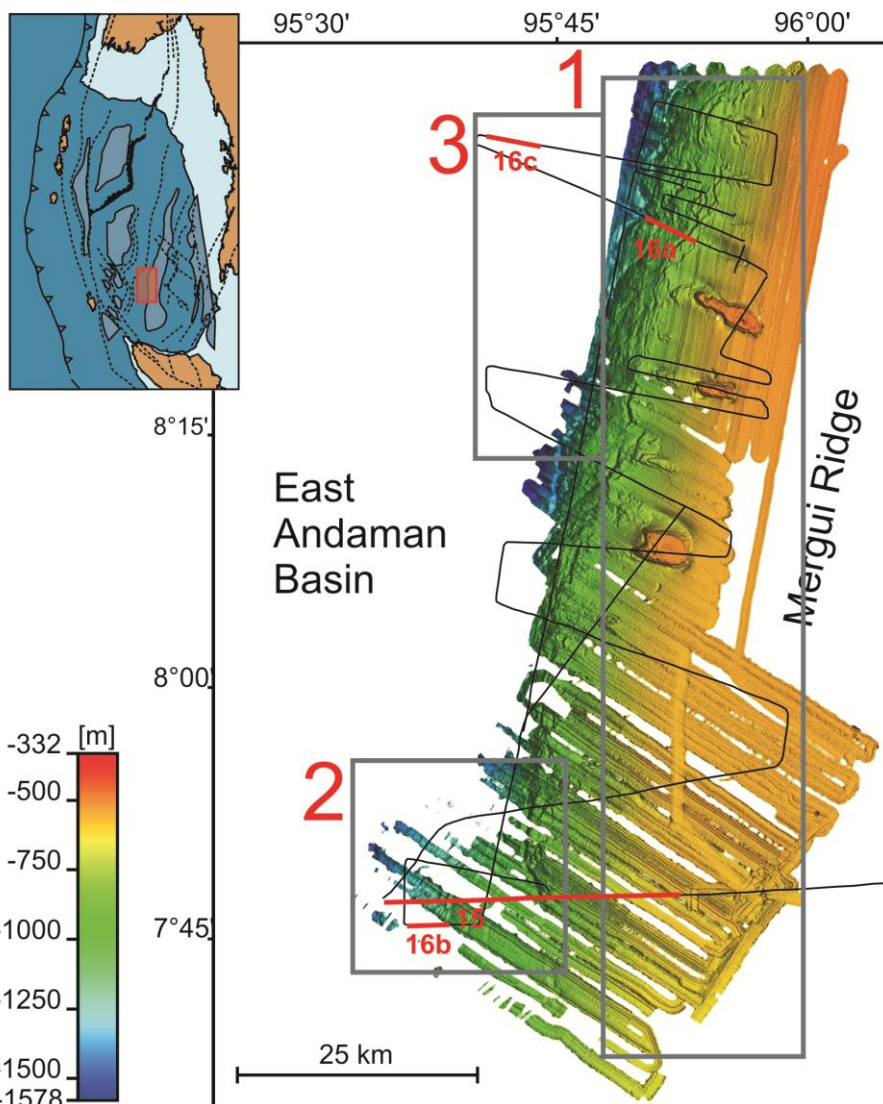 95°30'
95°45'
96°00'
1
3
16c
16a
8°15'
East
Andaman
Basin
Mergui Ridge
8°00'
[m]
-332
-500
-750
-1000
-1250
-1500
-1578
2
15
16b
7°45'
25 km